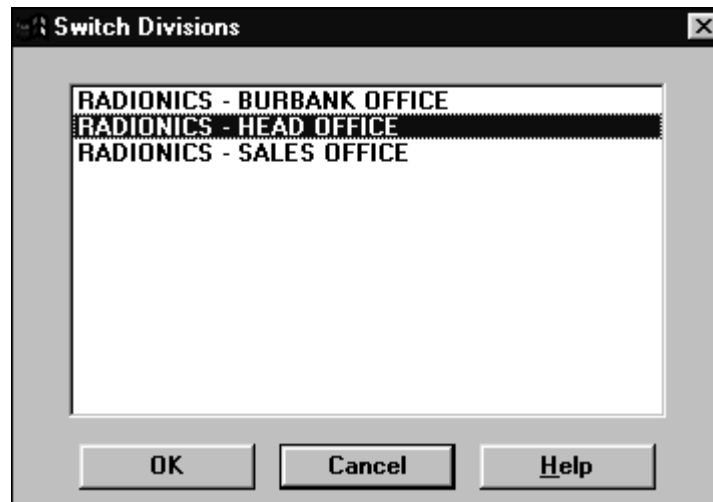 Switch Divisions
RADIONICS - BURBANK OFFICE
RADIONICS - HEAD OFFICE
RADIONICS - SALES OFFICE
OK Cancel Help